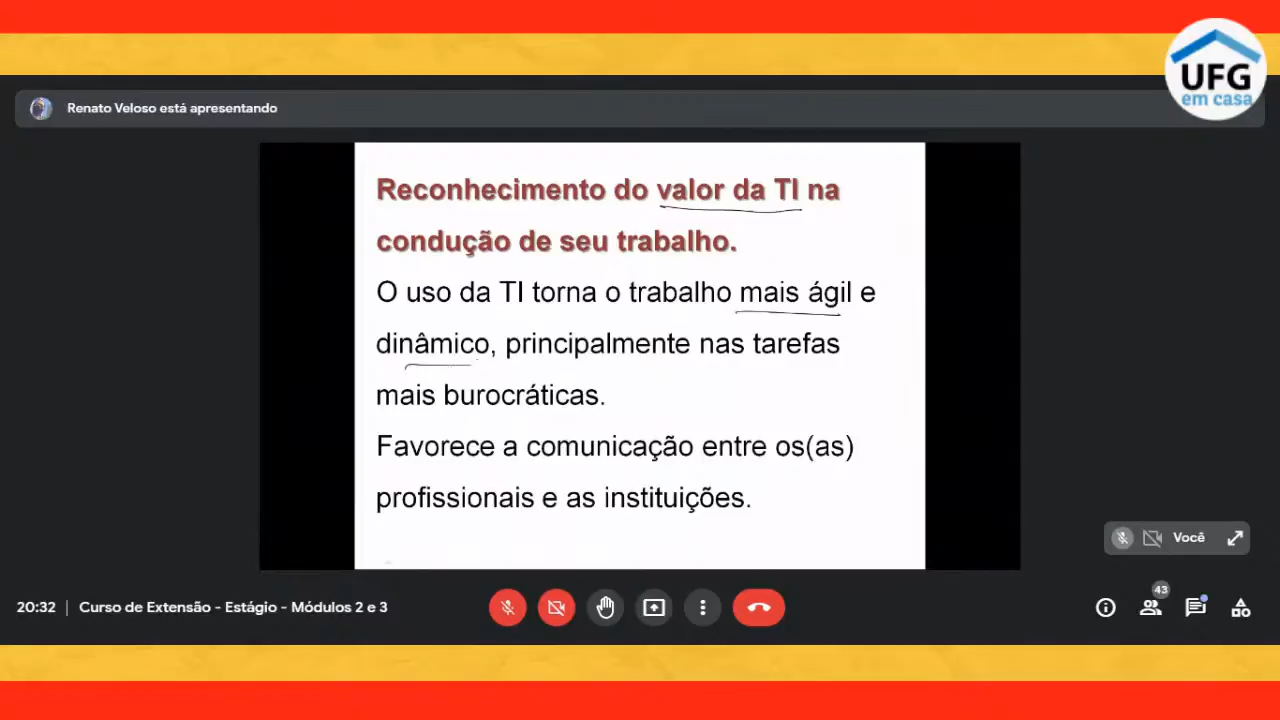 UFG
em casa
Renato Veloso está apresentando
Reconhecimento do valor da TI na
condução de seu trabalho.
O uso da TI torna o trabalho mais ágil e
dinâmico, principalmente nas tarefas
mais burocráticas.
Favorece a comunicação entre os(as)
profissionais e as instituições.
Você
20:32 | Curso de Extensão - Estágio - Módulos 2 e 3
43